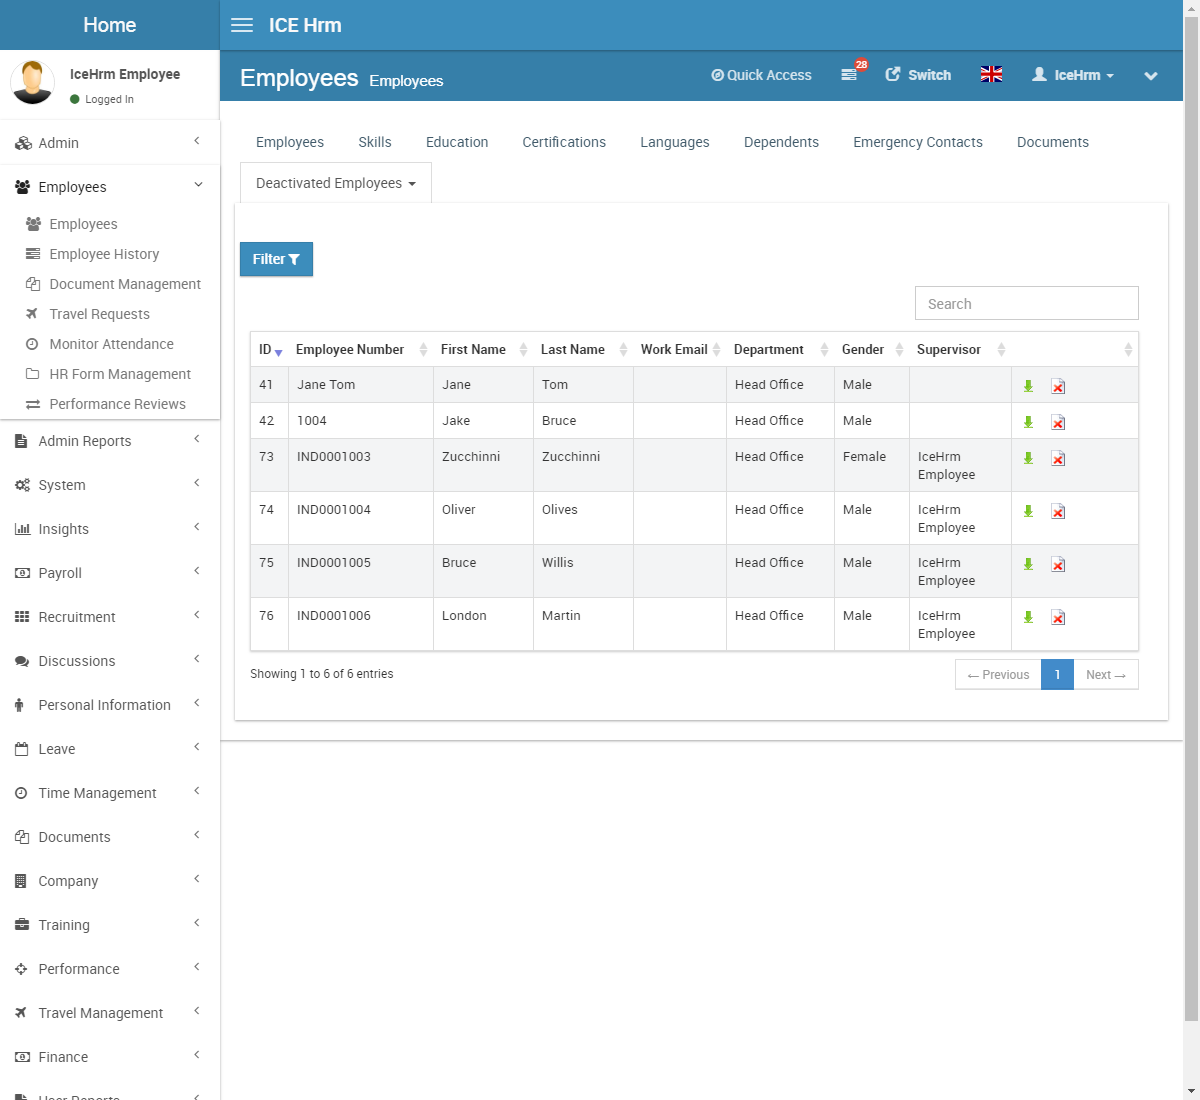 Home
ICE Hrm
IceHrm Employee
Logged In
Employees Employees
Quick Access
28
Switch
IceHrm
Admin
Employees
Employees
Employee History
Document Management
Travel Requests
Monitor Attendance
HR Form Management
Performance Reviews
Admin Reports
System
Insights
Payroll
Recruitment
Discussions
Personal Information
Leave
Time Management
Documents
Company
Training
Performance
Travel Management
Finance
User Reports
Employees Skills Education Certifications Languages Dependents Emergency Contacts Documents
Deactivated Employees
Filter
Search
ID Employee Number First Name Last Name Work Email Department Gender Supervisor
41 Jane Tom Jane Tom Head Office Male
42 1004 Jake Bruce Head Office Male
73 IND0001003 Zucchinni Zucchinni Head Office Female IceHrm
Employee
74 IND0001004 Oliver Olives Head Office Male IceHrm
Employee
75 IND0001005 Bruce Willis Head Office Male IceHrm
Employee
76 IND0001006 London Martin Head Office Male IceHrm
Employee
Showing 1 to 6 of 6 entries
← Previous 1 Next →